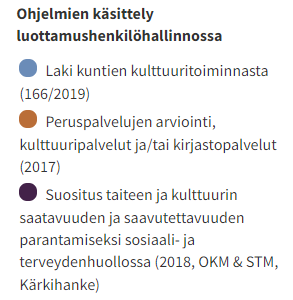 Ohjelmien käsittely
luottamushenkilöhallinnossa
Laki kuntien kulttuuritoiminnasta
(166/2019)
Peruspalvelujen arviointi,
kulttuuripalvelut ja/tai kirjastopalvelut
(2017)
Suositus taiteen ja kulttuurin
saatavuuden ja saavutettavuuden
parantamiseksi sosiaali- ja
terveydenhuollossa (2018, OKM & STM,
Kärkihanke)